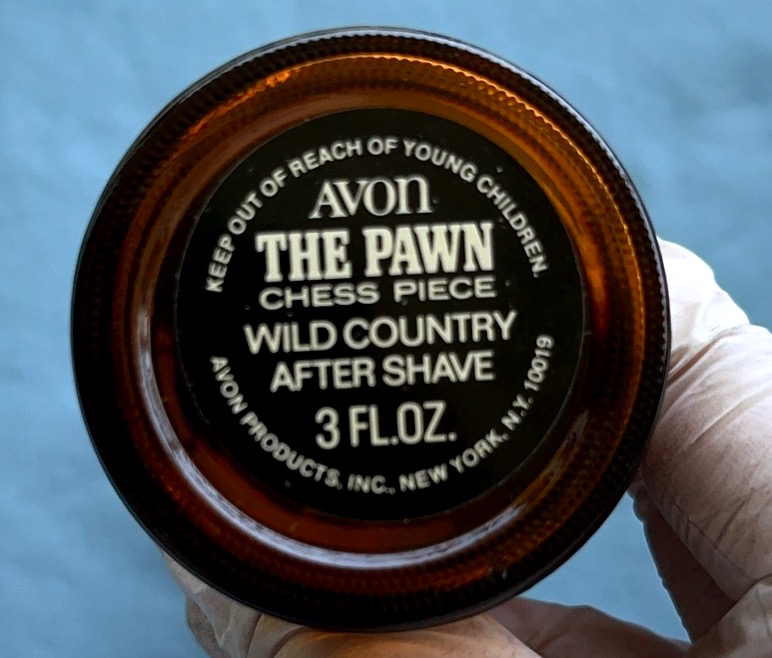 KEEP OUT OF REACH OF YOUNG CHILDREN.
AVON
THE PAWN
CHESS PIECE
WILD COUNTRY
AFTER SHAVE
3 FL.OZ.
AVON PRODUCTS, INC., NEW YORK, N.Y. 10019